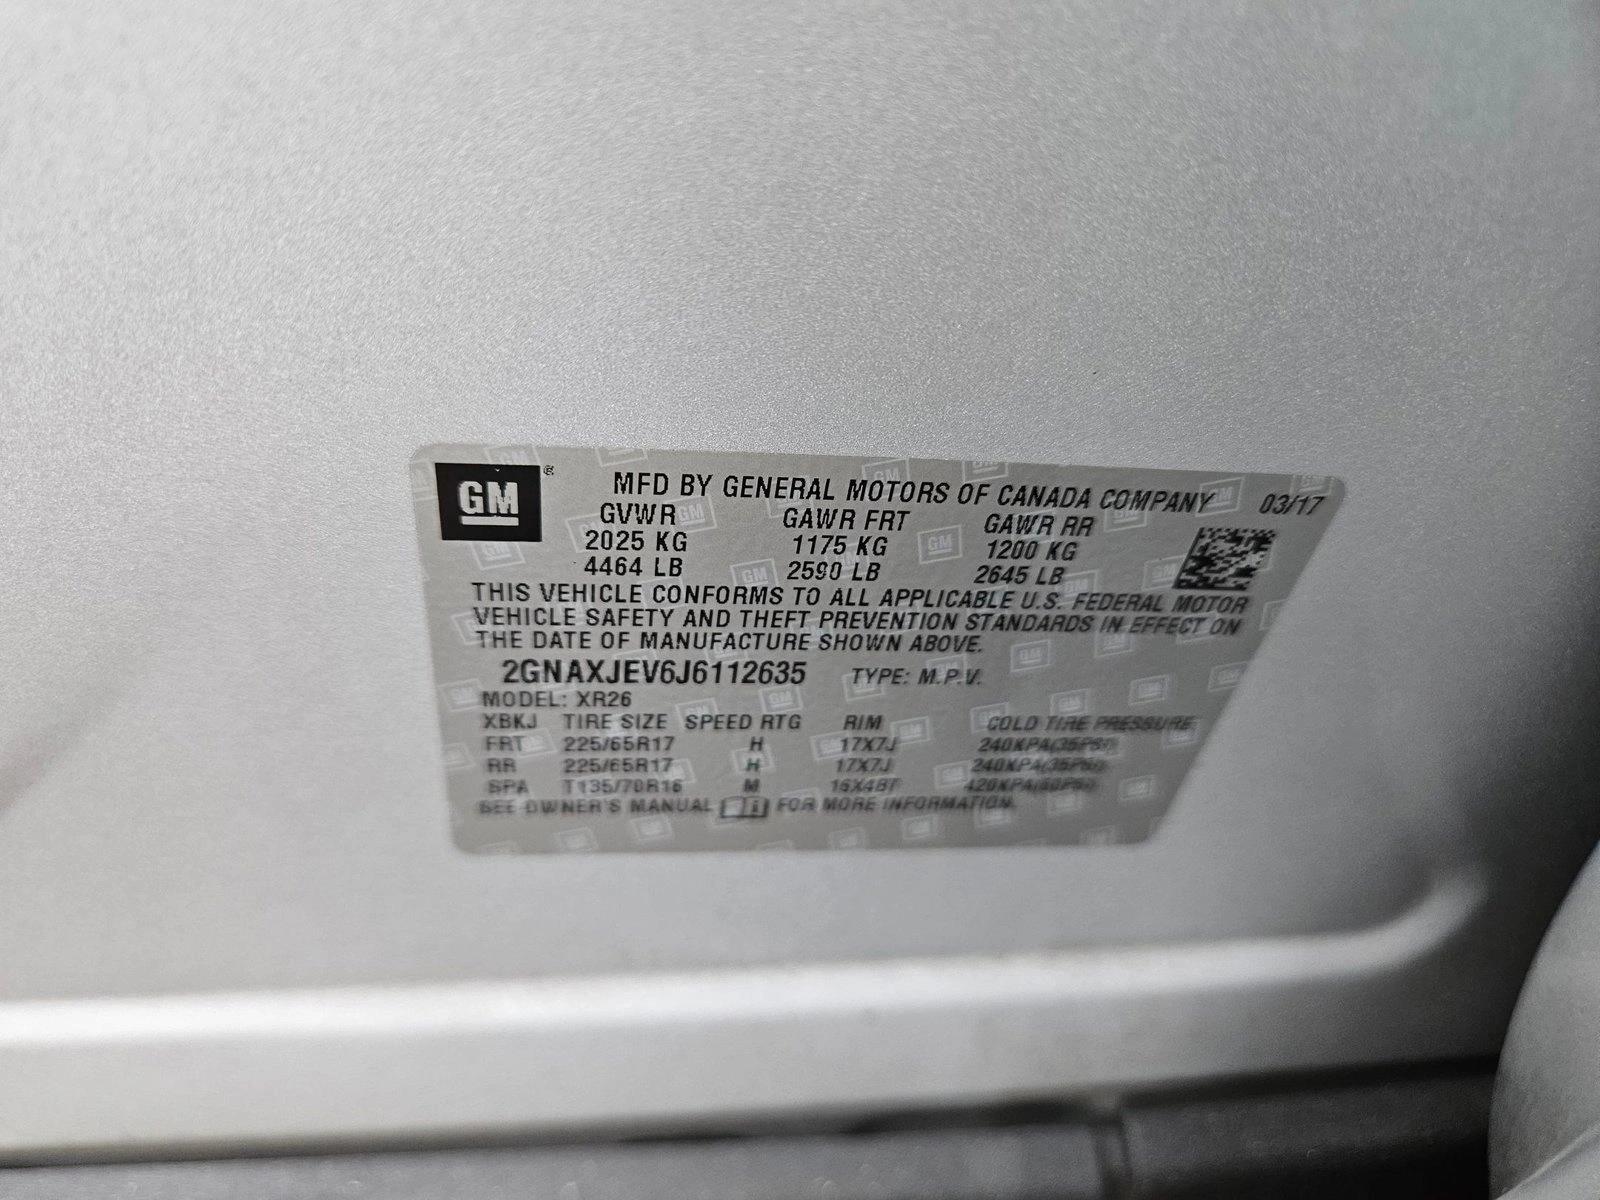 GM ® MFD BY GENERAL MOTORS OF CANADA COMPANY 03/17
GVWR GAWR FRT GAWR RR
2025 KG 1175 KG 1200 KG
4464 LB 2590 LB 2645 LB
THIS VEHICLE CONFORMS TO ALL APPLICABLE U.S. FEDERAL MOTOR
VEHICLE SAFETY AND THEFT PREVENTION STANDARDS IN EFFECT ON
THE DATE OF MANUFACTURE SHOWN ABOVE.
2GNAXJEV6J6112635 TYPE: M.P.V.
MODEL: XR26
XBKJ TIRE SIZE SPEED RTG RIM COLD TIRE PRESSURE
FRT 225/65R17 H 17X7J 240KPA(35PSI)
RR 225/65R17 H 17X7J 240KPA(35PSI)
SPA T135/70R16 M 16X4BT 420KPA(60PSI)
SEE OWNER'S MANUAL FOR MORE INFORMATION.